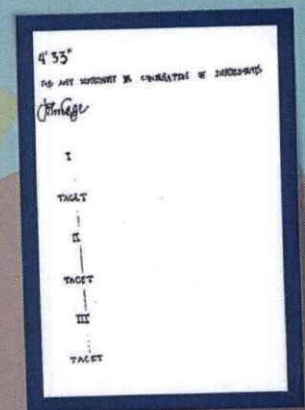 4'33"
FOR ANY INSTRUMENT OR COMBINATION OF INSTRUMENTS
John Cage
I
TACET
II
TACET
III
TACET